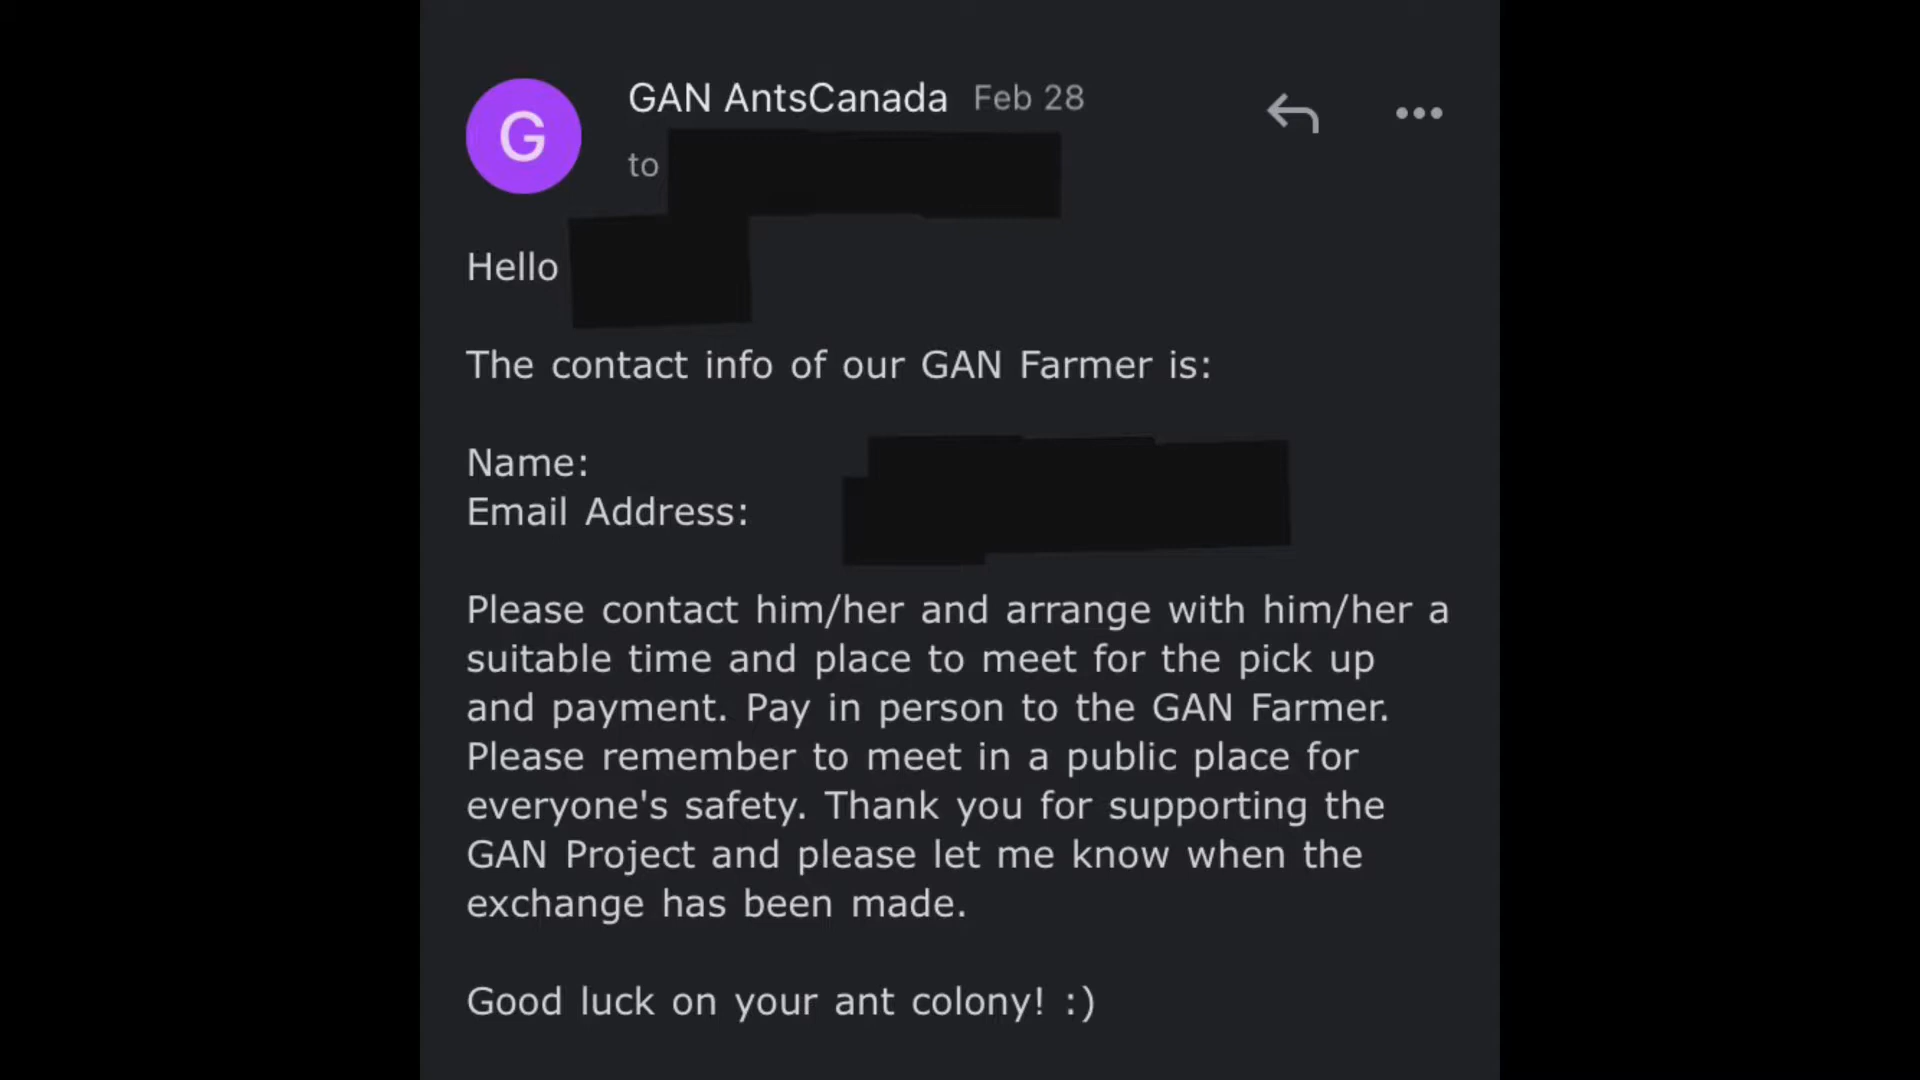 G
GAN AntsCanada Feb 28
to
Hello
The contact info of our GAN Farmer is:
Name:
Email Address:
Please contact him/her and arrange with him/her a
suitable time and place to meet for the pick up
and payment. Pay in person to the GAN Farmer.
Please remember to meet in a public place for
everyone's safety. Thank you for supporting the
GAN Project and please let me know when the
exchange has been made.
Good luck on your ant colony! :)